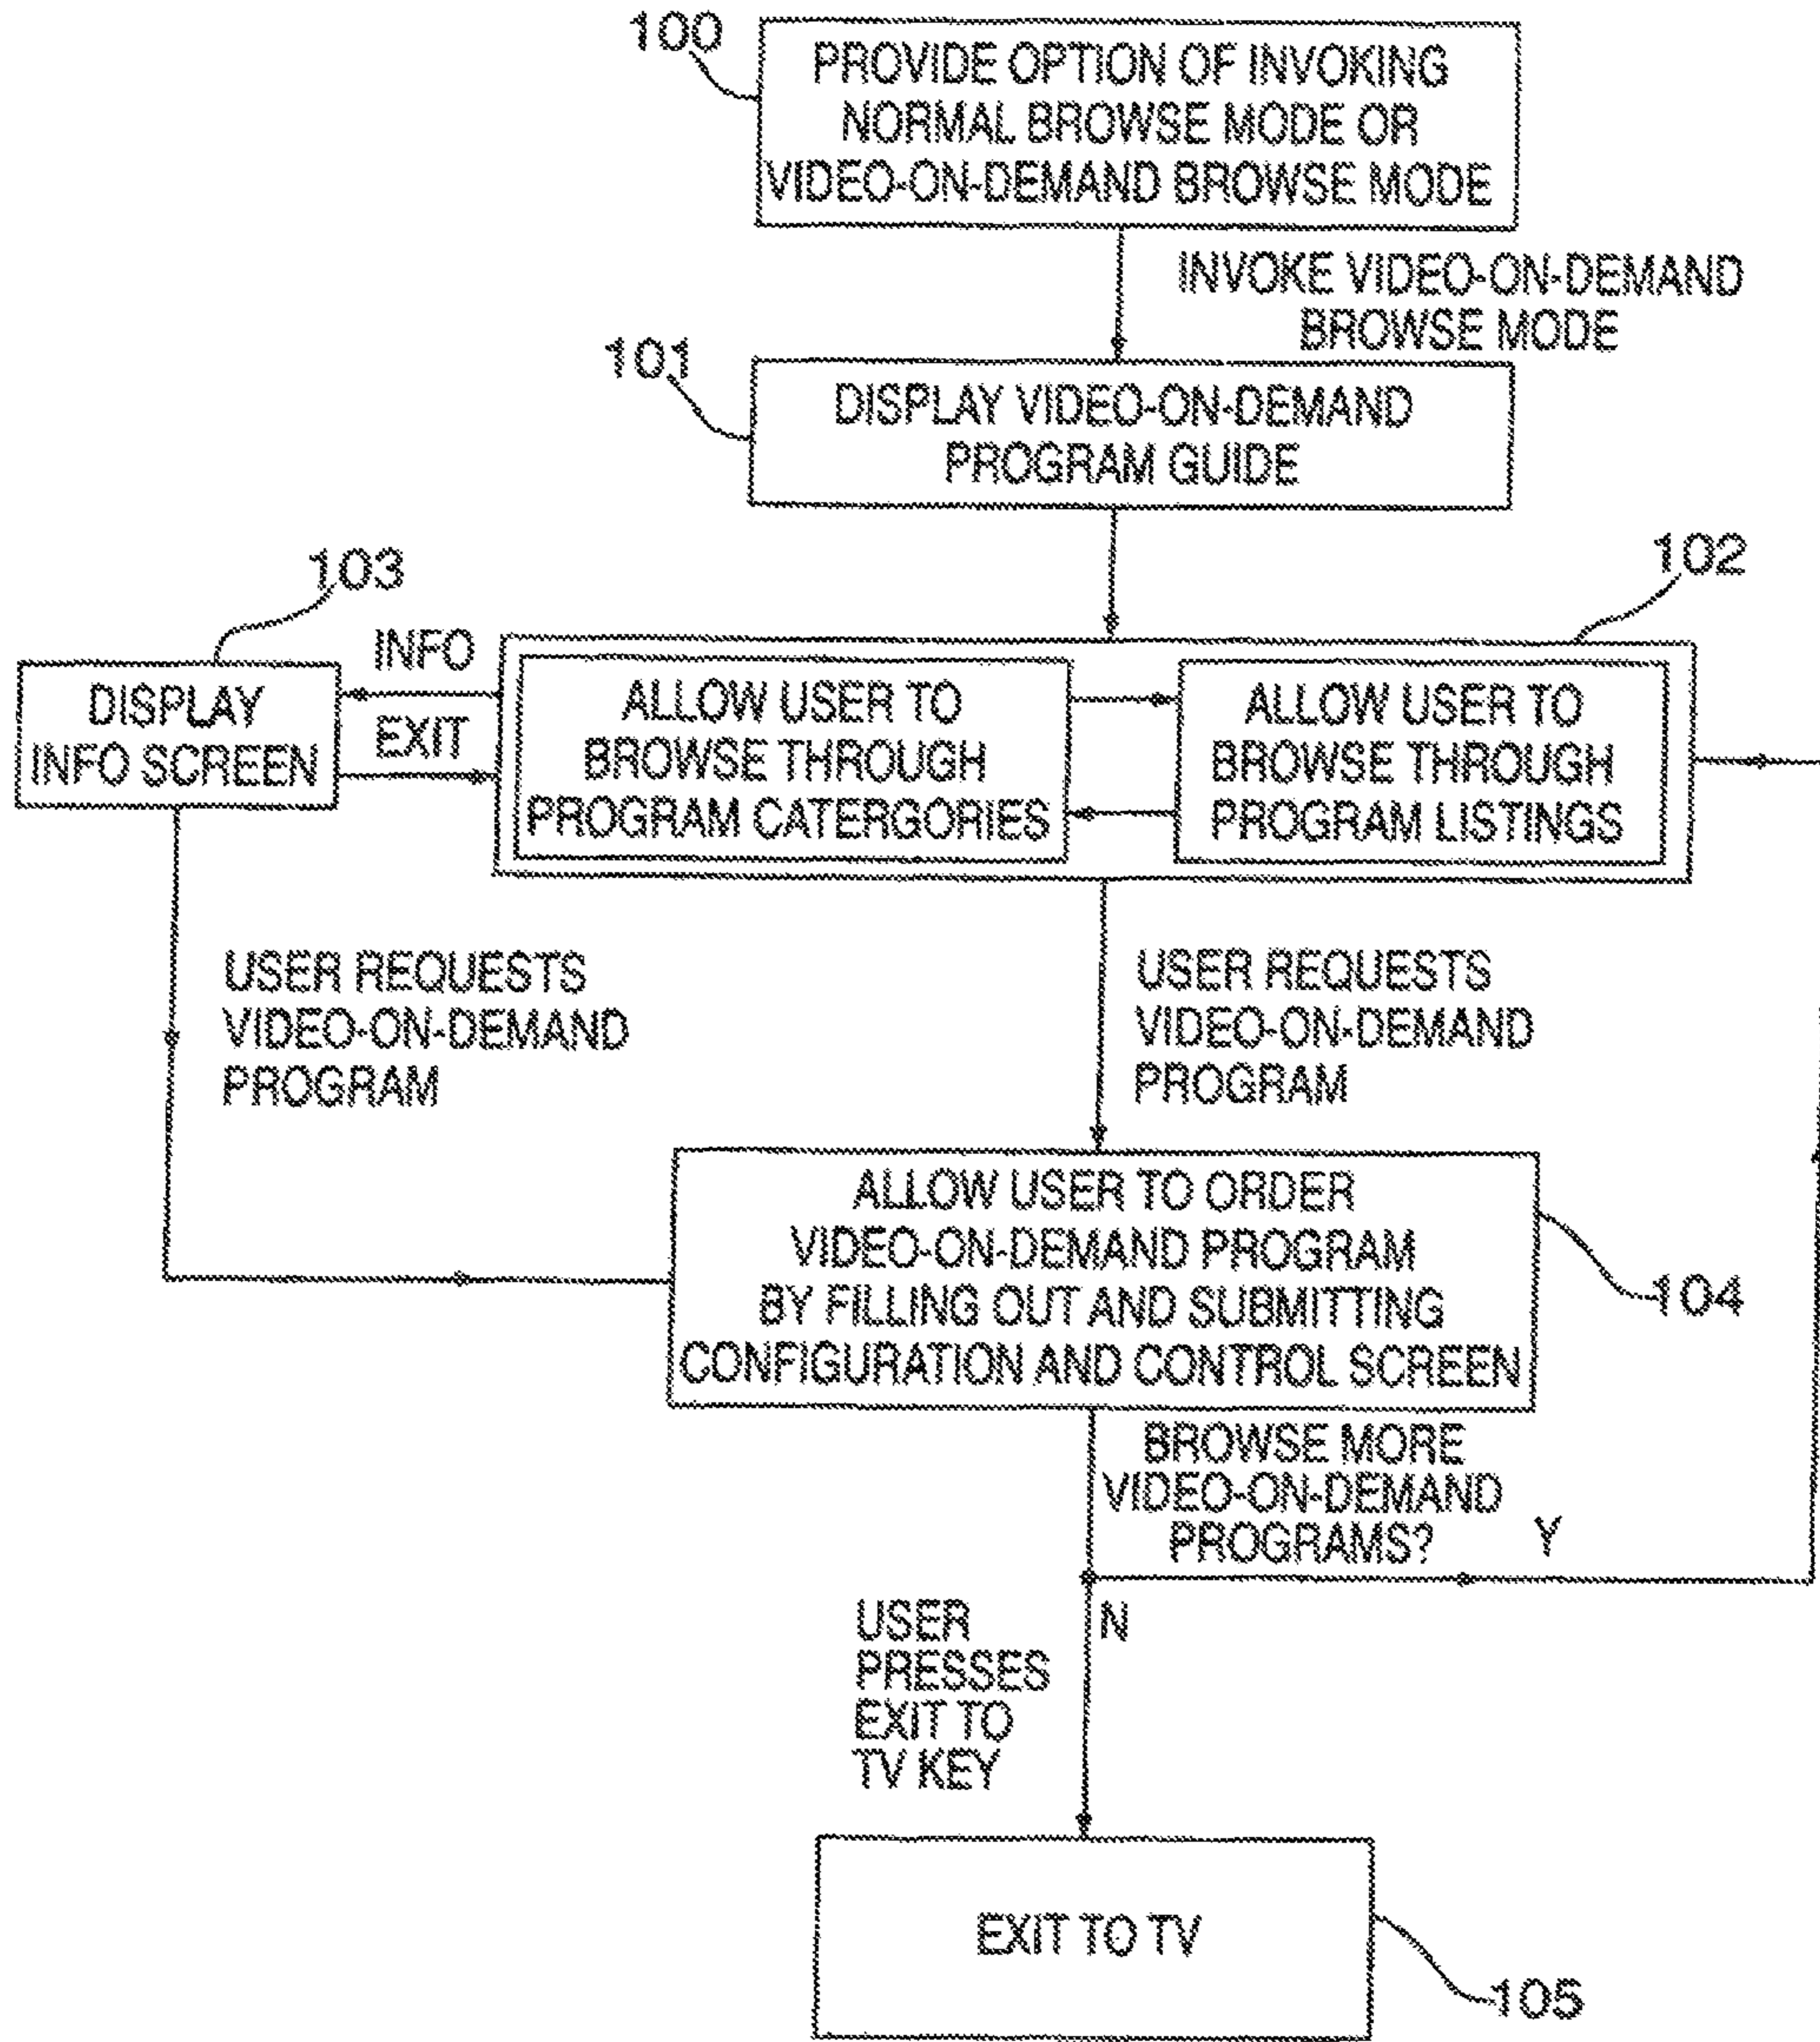 100
PROVIDE OPTION OF INVOKING
NORMAL BROWSE MODE OR
VIDEO-ON-DEMAND BROWSE MODE
INVOKE VIDEO-ON-DEMAND
BROWSE MODE
101
DISPLAY VIDEO-ON-DEMAND
PROGRAM GUIDE
102
103
INFO
EXIT
DISPLAY
INFO SCREEN
ALLOW USER TO
BROWSE THROUGH
PROGRAM CATERGORIES
ALLOW USER TO
BROWSE THROUGH
PROGRAM LISTINGS
USER REQUESTS
VIDEO-ON-DEMAND
PROGRAM
USER REQUESTS
VIDEO-ON-DEMAND
PROGRAM
ALLOW USER TO ORDER
VIDEO-ON-DEMAND PROGRAM
BY FILLING OUT AND SUBMITTING
CONFIGURATION AND CONTROL SCREEN
104
BROWSE MORE
VIDEO-ON-DEMAND
PROGRAMS?
Y
N
USER
PRESSES
EXIT TO
TV KEY
EXIT TO TV
105